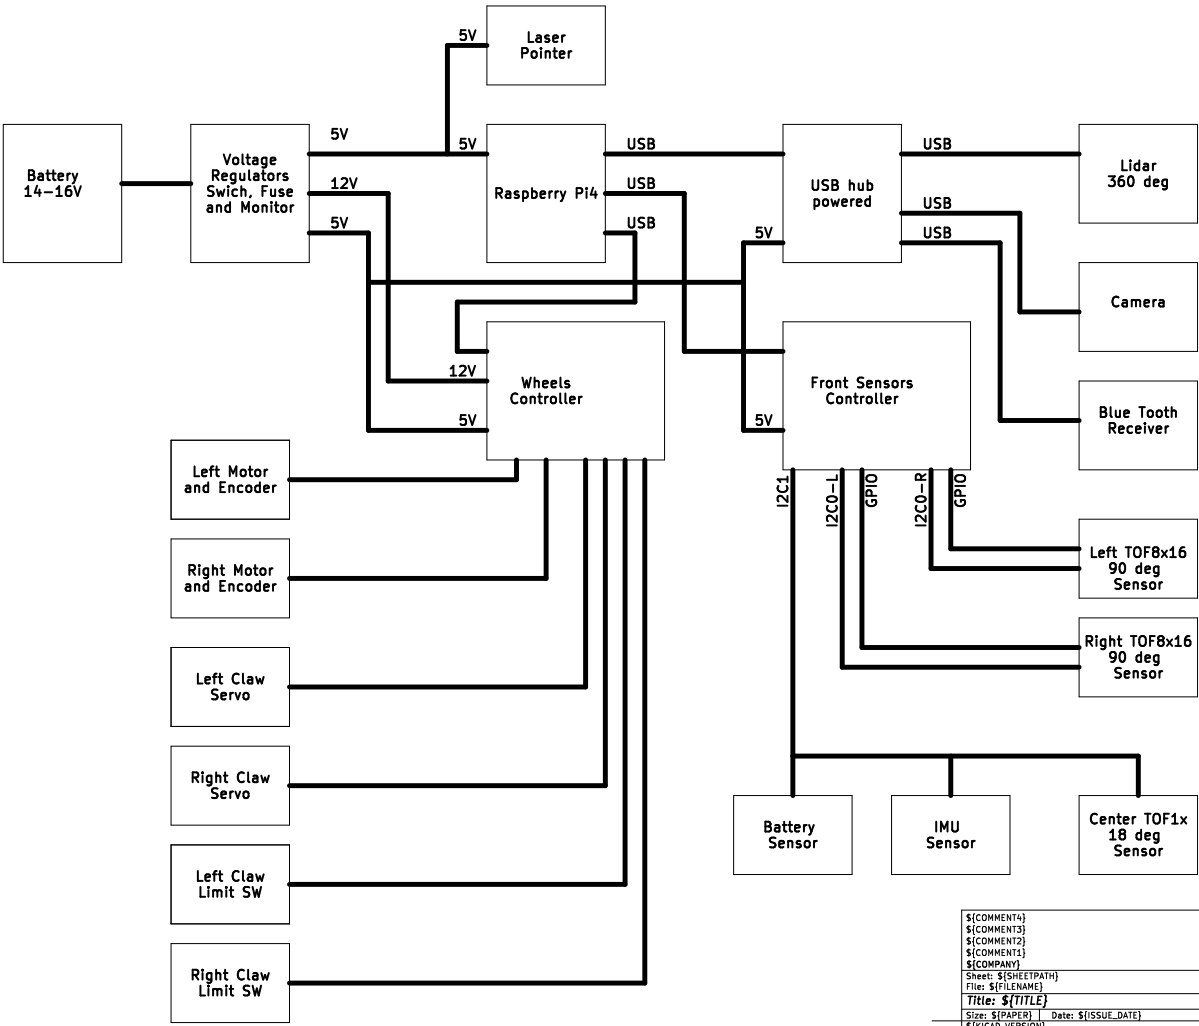 5V
Laser
Pointer
Battery
14-16V
Voltage
Regulators
Swich, Fuse
and Monitor
5V
12V
5V
5V
Raspberry Pi4
USB
USB
USB
5V
USB hub
powered
USB
USB
USB
Lidar
360 deg
Camera
Blue Tooth
Receiver
12V
5V
Wheels
Controller
5V
Front Sensors
Controller
I2C1
I2C0-L
GPIO
I2C0-R
GPIO
Left Motor
and Encoder
Right Motor
and Encoder
Left Claw
Servo
Right Claw
Servo
Left Claw
Limit SW
Right Claw
Limit SW
Left TOF8x16
90 deg
Sensor
Right TOF8x16
90 deg
Sensor
Battery
Sensor
IMU
Sensor
Center TOF1x
18 deg
Sensor
${COMMENT4}
${COMMENT3}
${COMMENT2}
${COMMENT1}
${COMPANY}
Sheet: ${SHEETPATH}
File: ${FILENAME}
Title: ${TITLE}
Size: ${PAPER} Date: ${ISSUE_DATE}
${KICAD_VERSION}